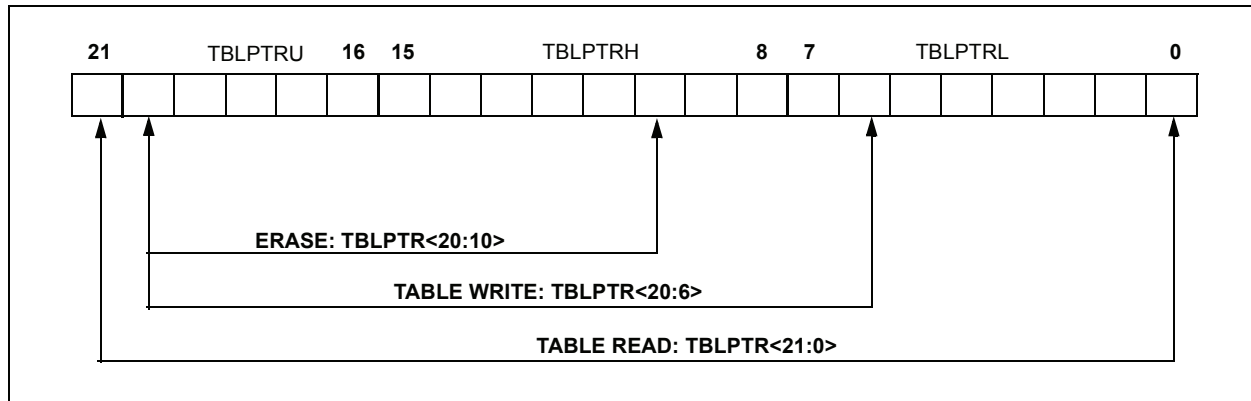 21 TBLPTRU 16 15 TBLPTRH 8 7 TBLPTRL 0
ERASE: TBLPTR<20:10>
TABLE WRITE: TBLPTR<20:6>
TABLE READ: TBLPTR<21:0>